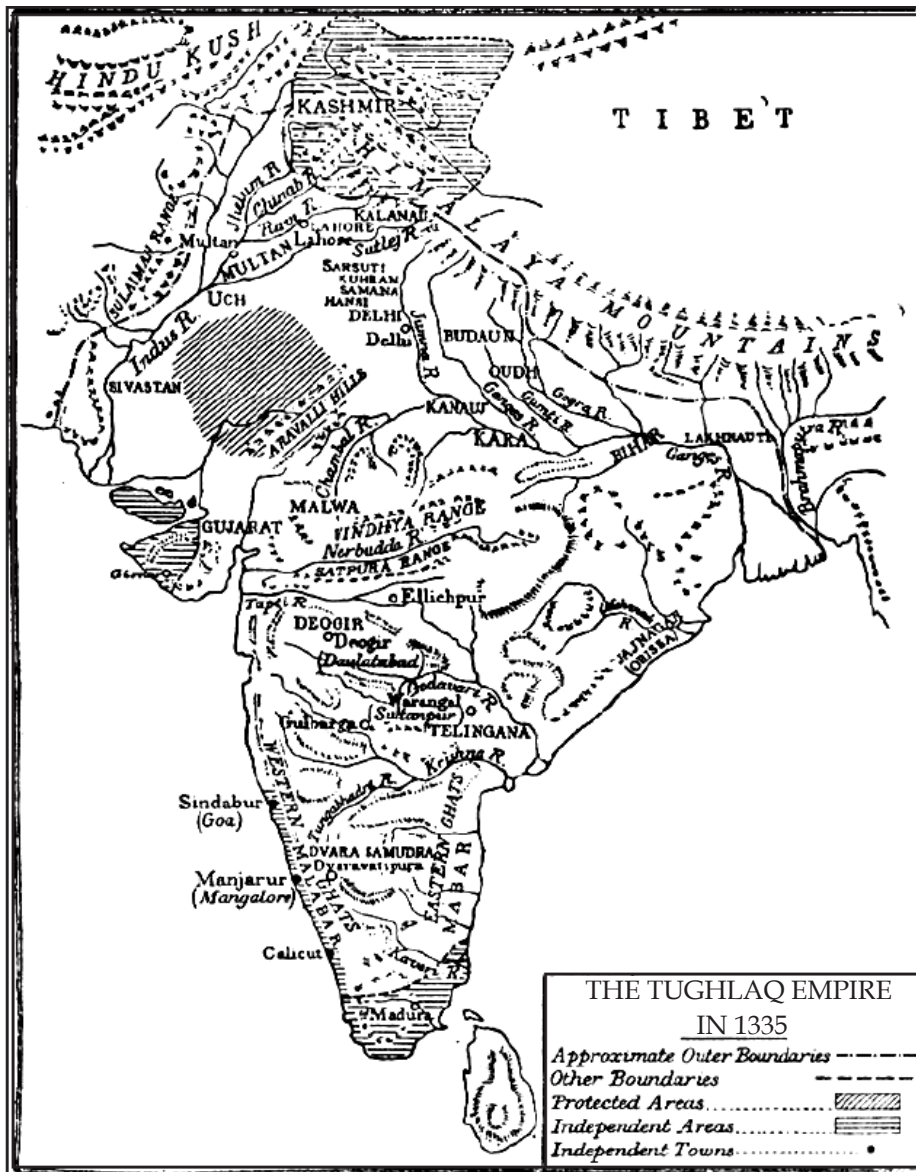 HINDU KUSH
TIBET
KASHMIR
HIMALAYA MOUNTAINS
Jhelum R.
Chinab R.
Ravi R.
LAHORE
Lahore
KALANAU
Sutlej R.
Multan
MULTAN
SULAIMAN RANGE
UCH
Indus R.
SIVASTAN
SARSUTI
KUHRAM
SAMANA
HANSI
DELHI
Delhi
Jumna R.
BUDAUN
OUDH
Gogra R.
Gumti R.
Ganges R.
KANAUJ
KARA
BIHAR
LAKHNAUTI
Ganges R.
Brahmaputra R.
ARAVALLI HILLS
Chambal R.
MALWA
GUJARAT
VINDHYA RANGE
Nerbudda R.
SATPURA RANGE
Tapti R.
Ellichpur
DEOGIR
Deogir
(Daulatabad)
Godavari R.
Warangal
Sultanpur
TELINGANA
Gulbarga
JAJNAGAR
(ORISSA)
Krishna R.
Tungabhadra R.
WESTERN GHATS
EASTERN GHATS
MALABAR
MABAR
Sindabur
(Goa)
DVARA SAMUDRA
Dvaravatipura
Manjarur
(Mangalore)
Calicut
Kaveri R.
Madura
THE TUGHLAQ EMPIRE
IN 1335
Approximate Outer Boundaries
Other Boundaries
Protected Areas
Independent Areas
Independent Towns